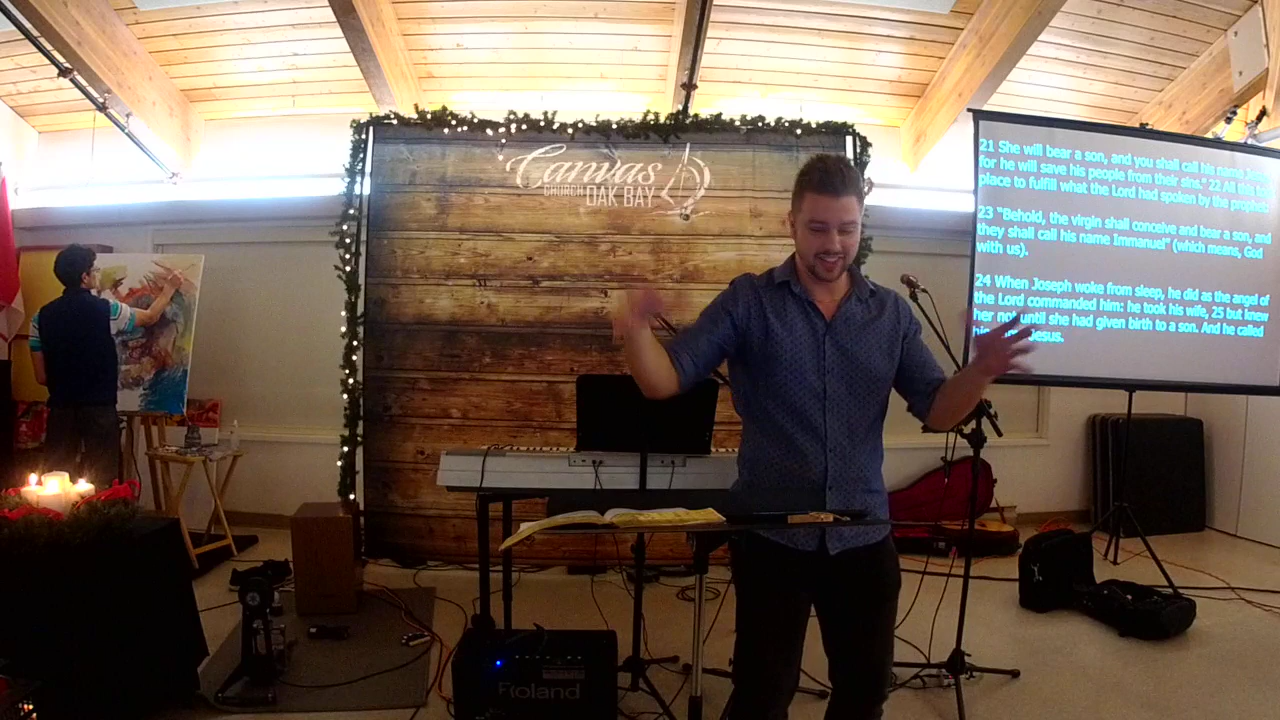 Canvas
CHURCH OAK BAY
21 She will bear a son, and you shall call his name
for he will save his people from their sins." 22 All this
place to fulfill what the Lord had spoken by the prophet:
23 "Behold, the virgin shall conceive and bear a son, and
they shall call his name Immanuel" (which means, God
with us).
24 When Joseph woke from sleep, he did as the angel of
the Lord commanded him: he took his wife, 25 but knew
her not until she had given birth to a son. And he called
Jesus.
Roland